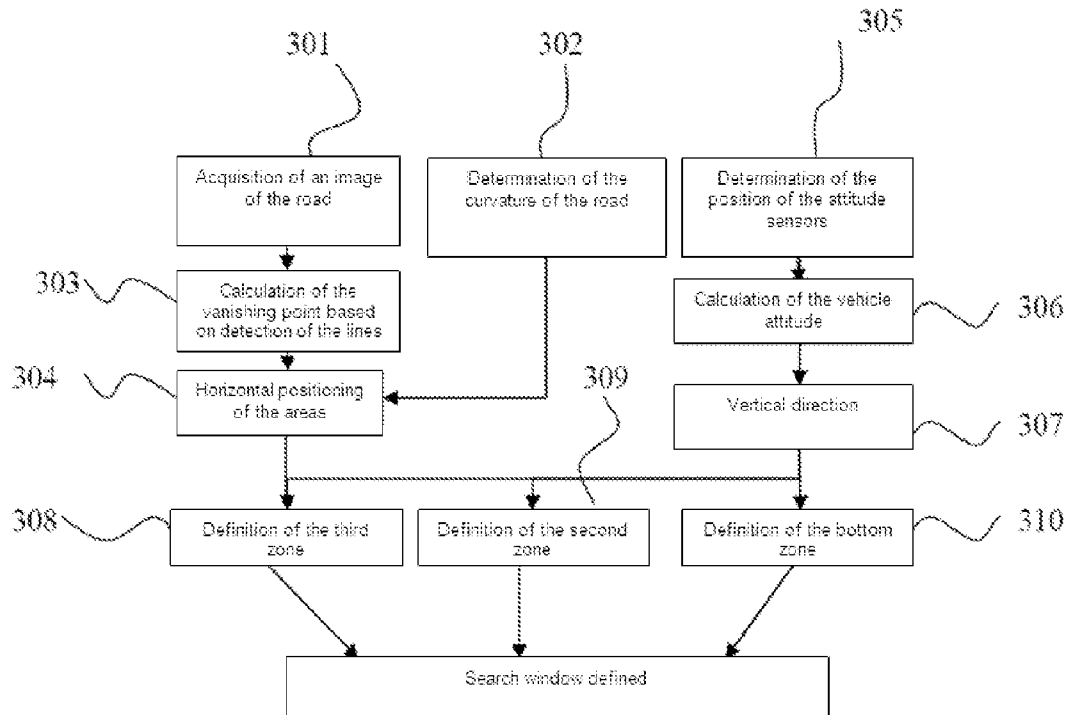 301
302
305
Acquisition of an image
of the road
Determination of the
curvature of the road
Determination of the
position of the attitude
sensors
303
Calculation of the
vanishing point based
on detection of the lines
Calculation of the vehicle
attitude
306
304
Horizontal positioning
of the areas
309
Vertical direction
307
308
Definition of the third
zone
Definition of the second
zone
Definition of the bottom
zone
310
Search window defined